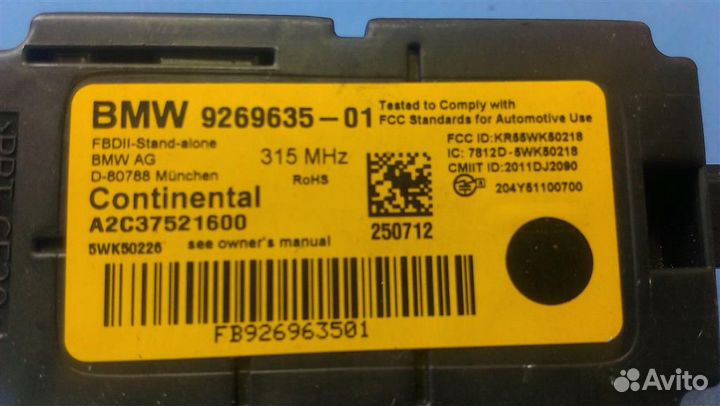 BMW 9269635-01
Tested to Comply with
FCC Standards for Automotive Use
FBDII-Stand-alone
BMW AG
D-80788 München
315 MHz
RoHS
FCC ID:KR55WK50218
IC: 7812D-5WK50218
CMIIT ID:2011DJ2090
204Y51100700
Continental
A2C37521600
250712
5WK50226 see owner's manual
FB926963501
Avito